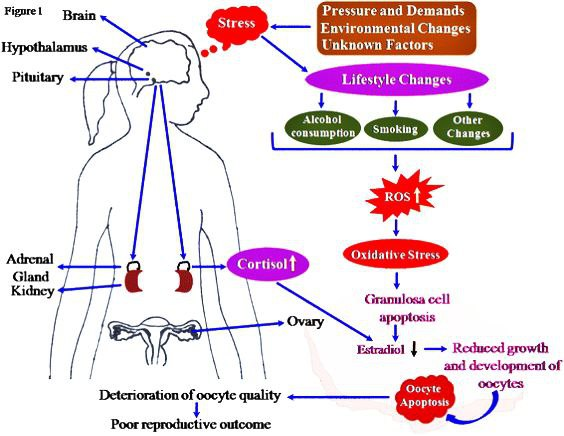 Figure 1
Brain
Hypothalamus
Pituitary
Stress
Pressure and Demands
Environmental Changes
Unknown Factors
Lifestyle Changes
Alcohol
consumption
Smoking
Other
Changes
ROS
Oxidative Stress
Adrenal
Gland
Kidney
Cortisol
Granulosa cell
apoptosis
Ovary
Estradiol
Reduced growth
and development of
oocytes
Oocyte
Apoptosis
Deterioration of oocyte quality
Poor reproductive outcome